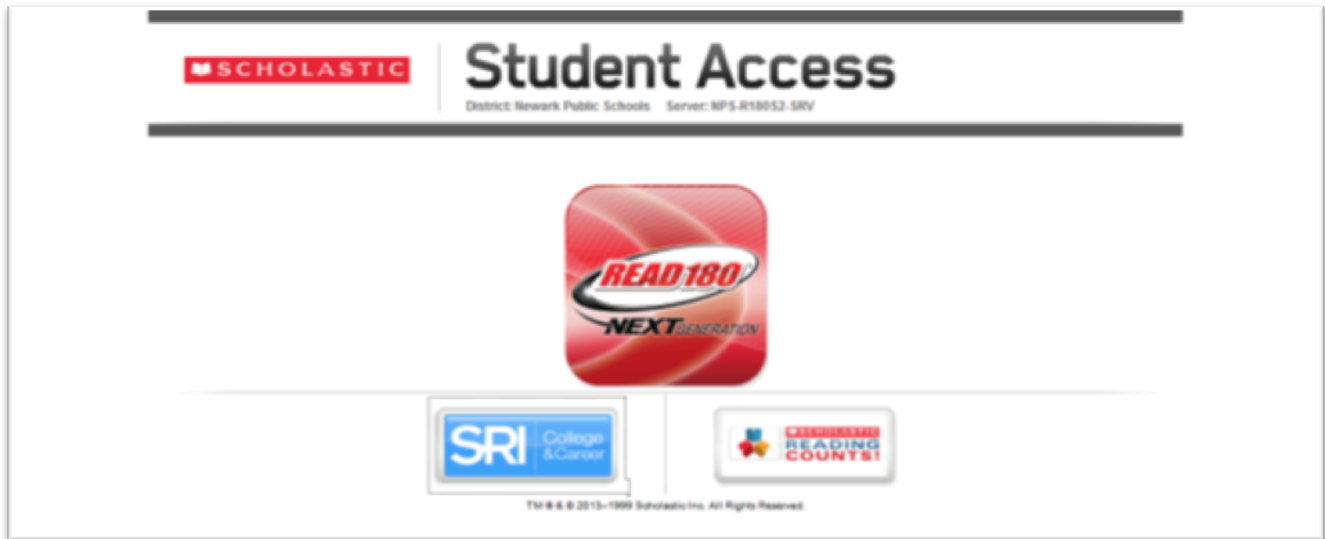 SCHOLASTIC
Student Access
District: Newark Public Schools Server: NPS-R18052-SRV
READ 180
NEXT GENERATION
SRI College & Career
SCHOLASTIC
READING
COUNTS!
TM ® & © 2013–1999 Scholastic Inc. All Rights Reserved.